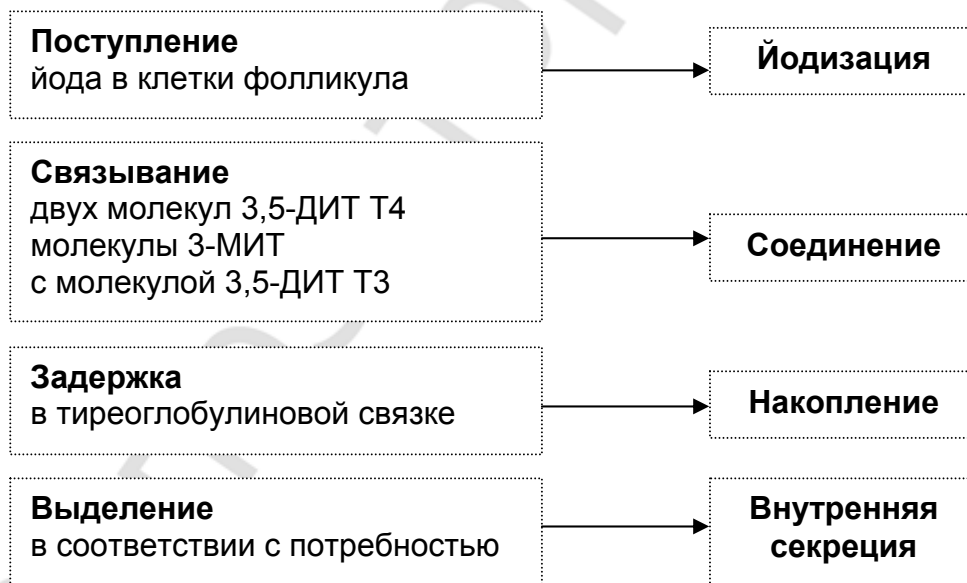 Поступление
йода в клетки фолликула
Йодизация
Связывание
двух молекул 3,5-ДИТ Т4
молекулы 3-МИТ
с молекулой 3,5-ДИТ Т3
Соединение
Задержка
в тиреоглобулиновой связке
Накопление
Выделение
в соответствии с потребностью
Внутренняя
секреция